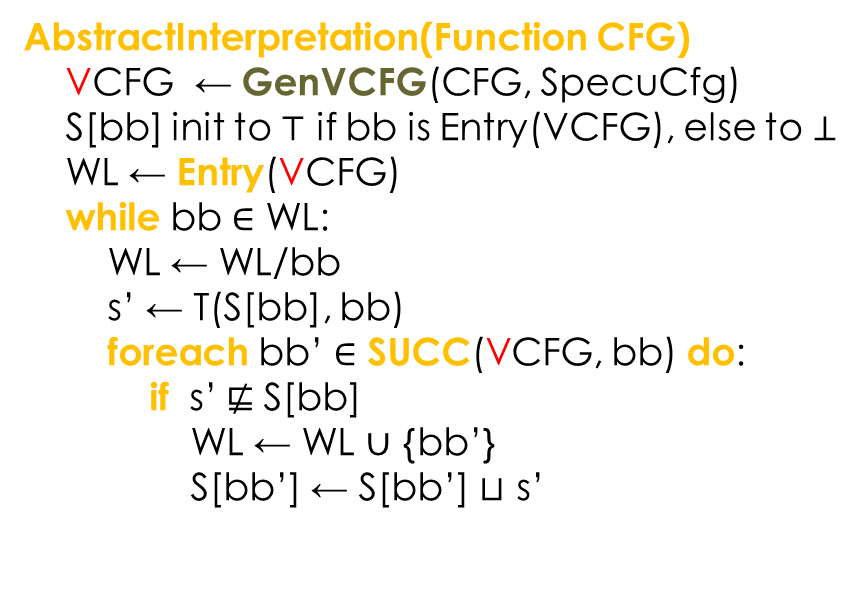 AbstractInterpretation(Function CFG)
VCFG ← GenVCFG(CFG, SpecuCfg)
S[bb] init to ⊤ if bb is Entry(VCFG), else to ⊥
WL ← Entry(VCFG)
while bb ∈ WL:
WL ← WL/bb
s’ ← T(S[bb], bb)
foreach bb’ ∈ SUCC(VCFG, bb) do:
if s’ ⋢ S[bb]
WL ← WL ∪ {bb’}
S[bb’] ← S[bb’] ⊔ s’